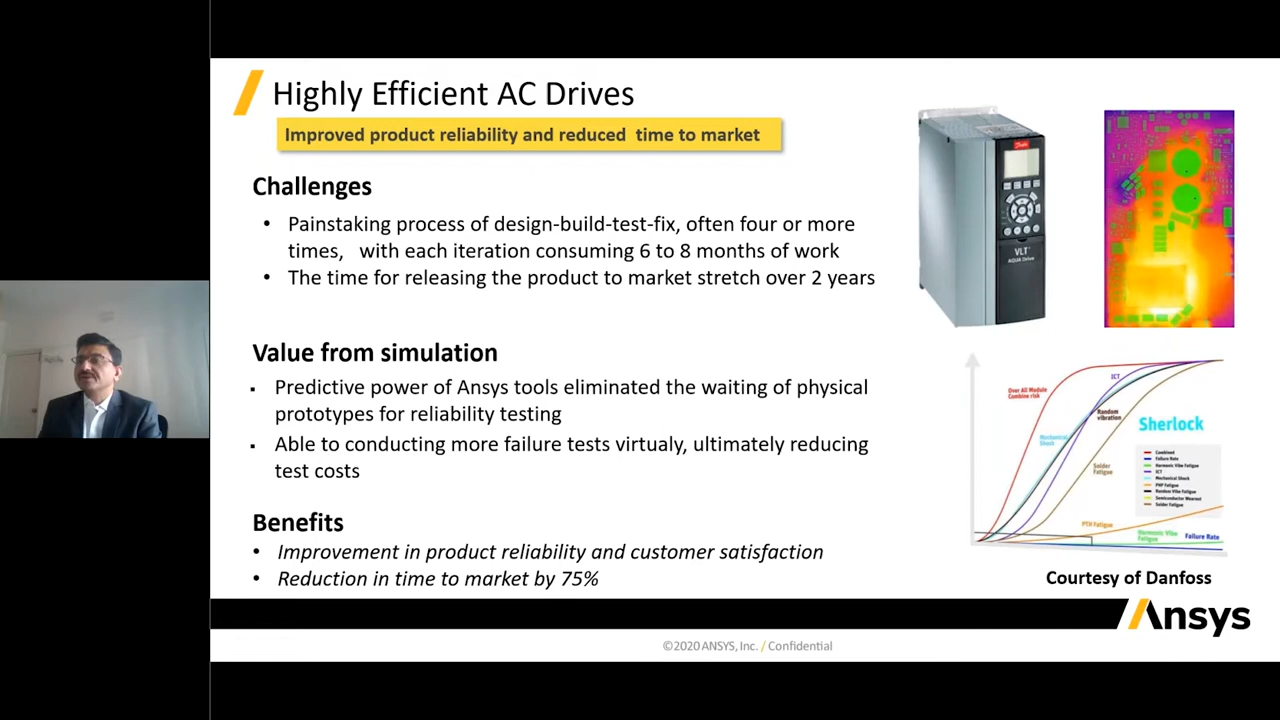 Highly Efficient AC Drives
Improved product reliability and reduced time to market
Challenges
• Painstaking process of design-build-test-fix, often four or more
times, with each iteration consuming 6 to 8 months of work
• The time for releasing the product to market stretch over 2 years
Value from simulation
▪ Predictive power of Ansys tools eliminated the waiting of physical
prototypes for reliability testing
▪ Able to conducting more failure tests virtualy, ultimately reducing
test costs
Benefits
• Improvement in product reliability and customer satisfaction
• Reduction in time to market by 75%
Danfoss
VLT
AQUA Drive
Over All Module
Combine risk
ICT
Random
vibration
Mechanical
Shock
Solder
Fatigue
Sherlock
Combined
Failure Rate
Harmonic Vibe Fatigue
ICT
Mechanical Shock
PHP Fatigue
Random Vibe Fatigue
Semiconductor Wearout
Solder Fatigue
PTH Fatigue
Harmonic Vibe
Fatigue
Failure Rate
Courtesy of Danfoss
Ansys
©2020 ANSYS, Inc. / Confidential